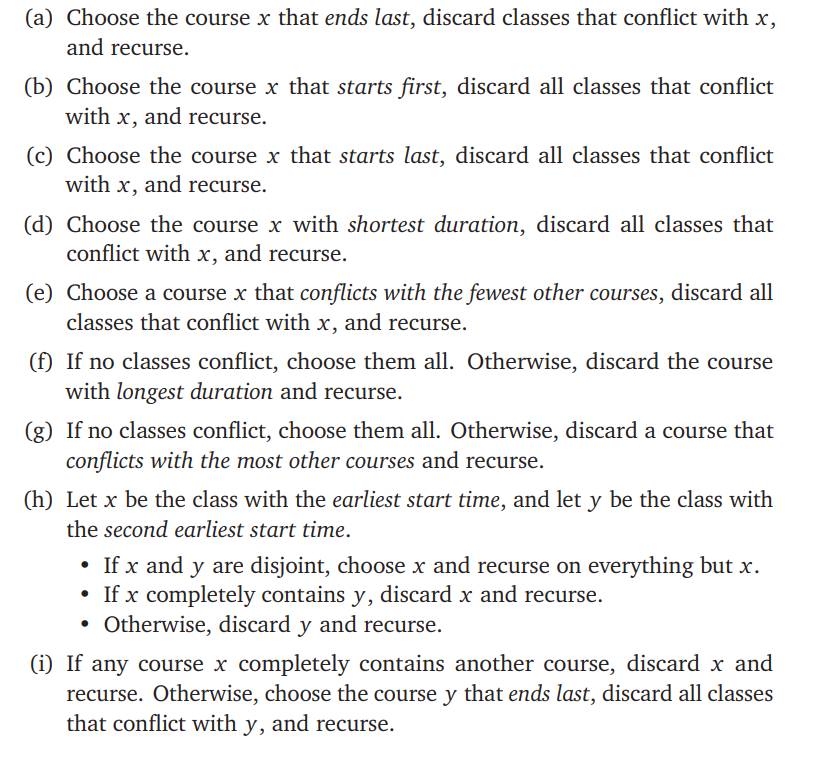 (a) Choose the course x that ends last, discard classes that conflict with x,
and recurse.
(b) Choose the course x that starts first, discard all classes that conflict
with x, and recurse.
(c) Choose the course x that starts last, discard all classes that conflict
with x, and recurse.
(d) Choose the course x with shortest duration, discard all classes that
conflict with x, and recurse.
(e) Choose a course x that conflicts with the fewest other courses, discard all
classes that conflict with x, and recurse.
(f) If no classes conflict, choose them all. Otherwise, discard the course
with longest duration and recurse.
(g) If no classes conflict, choose them all. Otherwise, discard a course that
conflicts with the most other courses and recurse.
(h) Let x be the class with the earliest start time, and let y be the class with
the second earliest start time.
• If x and y are disjoint, choose x and recurse on everything but x.
• If x completely contains y, discard x and recurse.
• Otherwise, discard y and recurse.
(i) If any course x completely contains another course, discard x and
recurse. Otherwise, choose the course y that ends last, discard all classes
that conflict with y, and recurse.